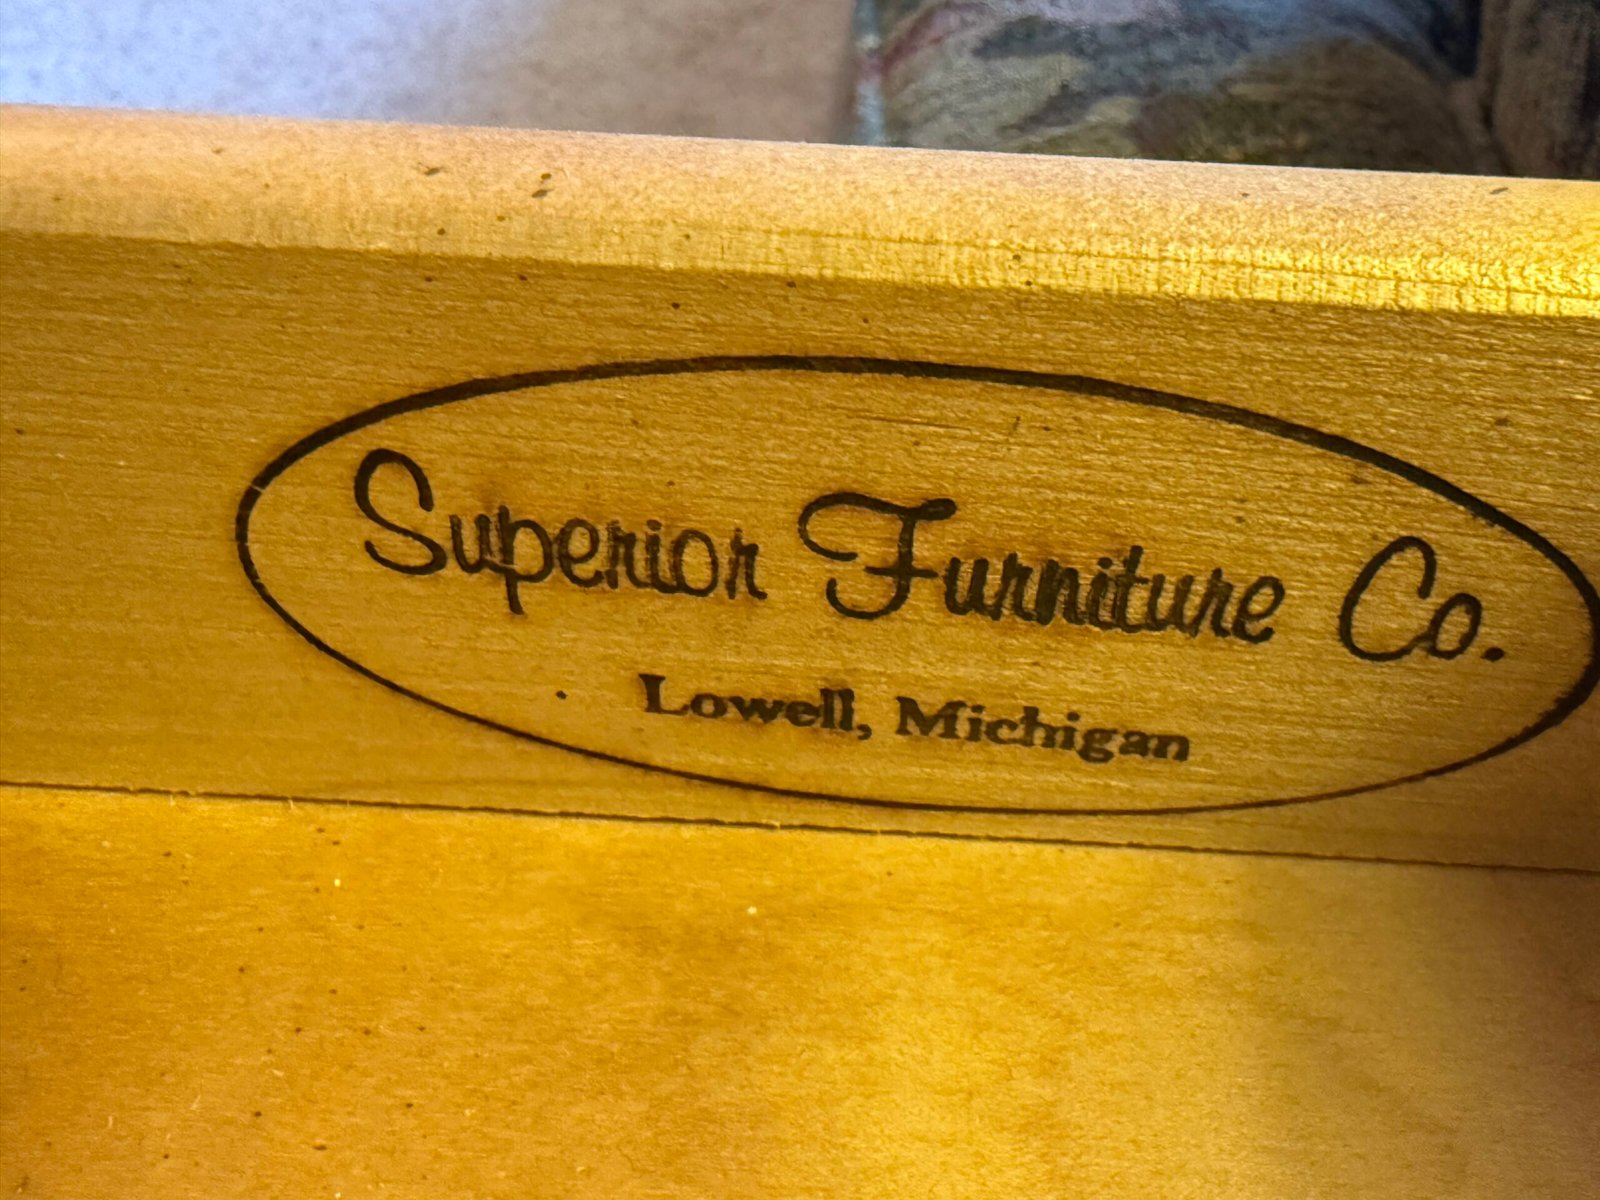 Superior Furniture Co.
Lowell, Michigan